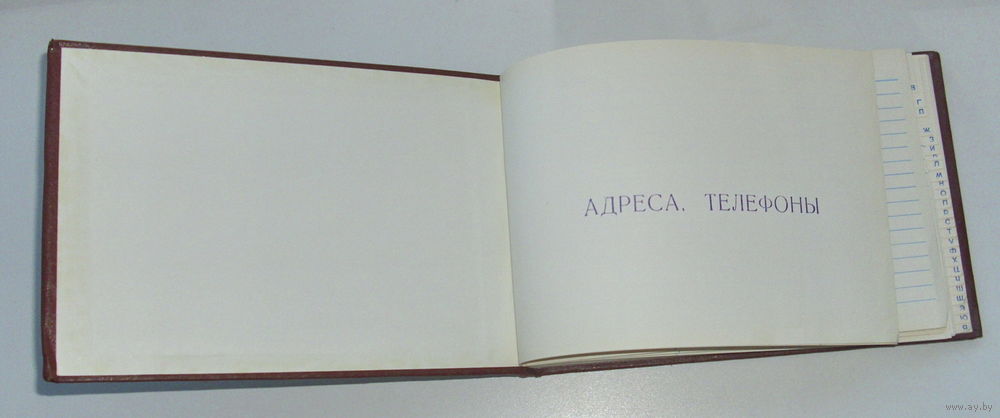 АДРЕСА. ТЕЛЕФОНЫ
В
Г
Ж
З
И
Л
М
Н
О
П
Р
С
Т
У
Ф
Х
Ц
Ш
Щ
Э
Ю
Я
www.ay.by